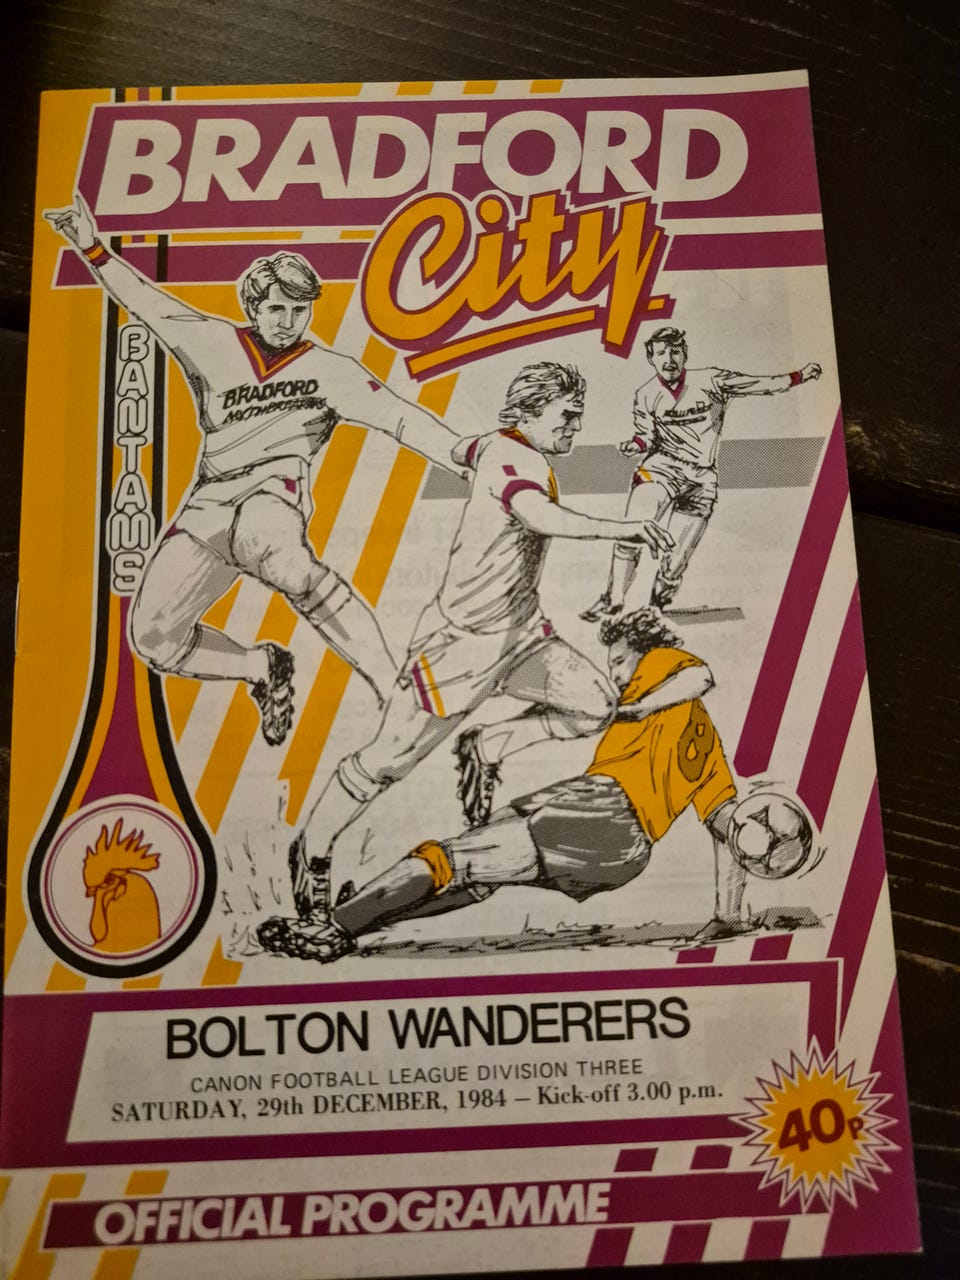 BRADFORD
City
BANTAMS
BRADFORD
8
BOLTON WANDERERS
CANON FOOTBALL LEAGUE DIVISION THREE
SATURDAY, 29th DECEMBER, 1984 – Kick-off 3.00 p.m.
40p
OFFICIAL PROGRAMME